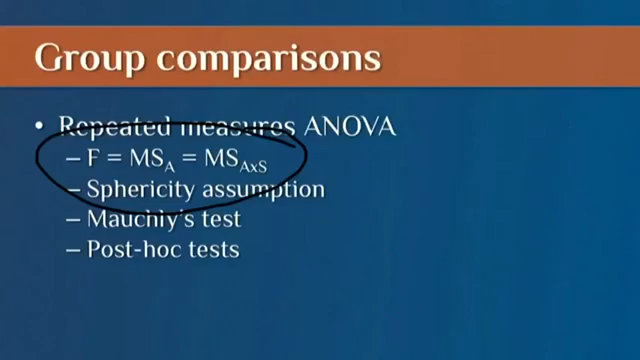 Group comparisons
• Repeated measures ANOVA
– F = MSA = MSAxS
– Sphericity assumption
– Mauchly's test
– Post-hoc tests